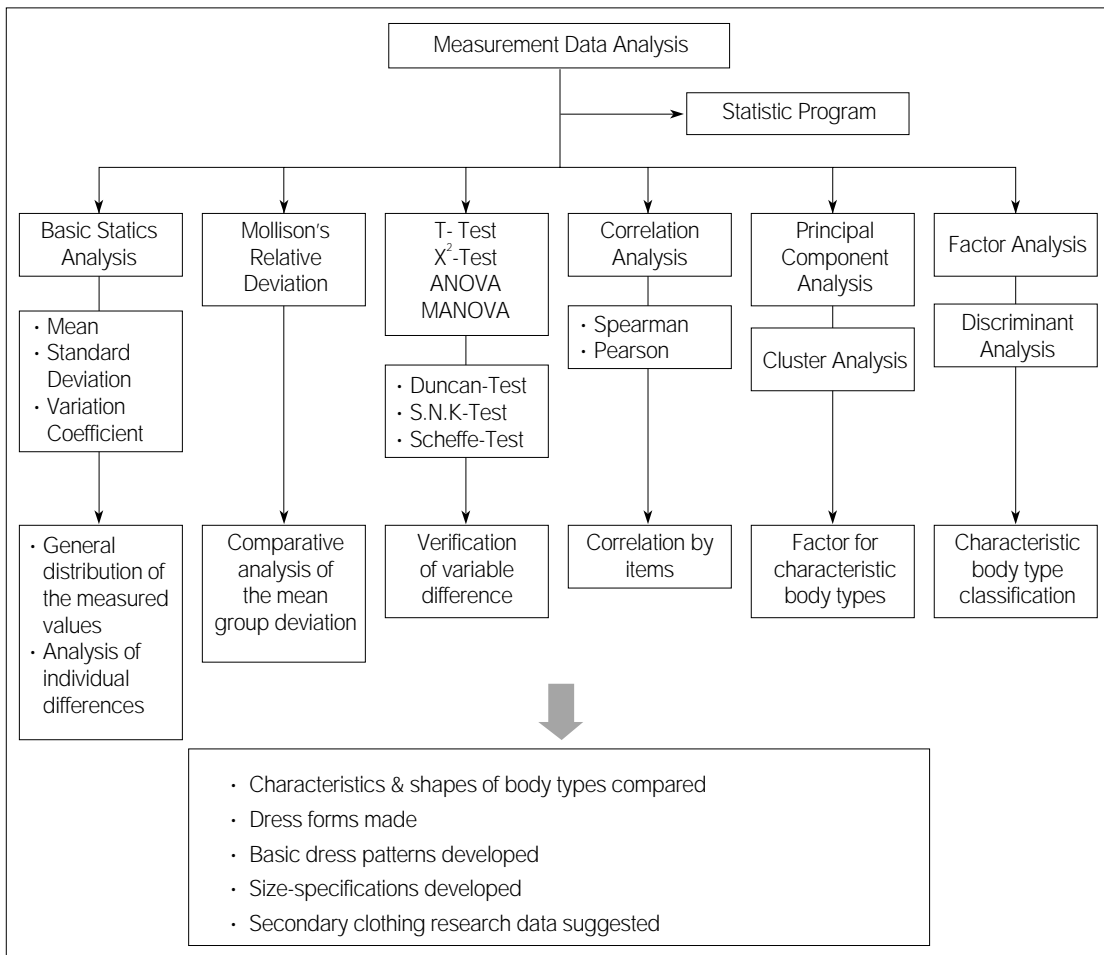 Measurement Data Analysis
Statistic Program
Basic Statics
Analysis
Mollison's
Relative
Deviation
T- Test
X²-Test
ANOVA
MANOVA
Correlation
Analysis
Principal
Component
Analysis
Factor Analysis
· Mean
· Standard
Deviation
· Variation
Coefficient
· Duncan-Test
· S.N.K-Test
· Scheffe-Test
· Spearman
· Pearson
Cluster Analysis
Discriminant
Analysis
· General
distribution of
the measured
values
· Analysis of
individual
differences
Comparative
analysis of
the mean
group deviation
Verification
of variable
difference
Correlation by
items
Factor for
characteristic
body types
Characteristic
body type
classification
· Characteristics & shapes of body types compared
· Dress forms made
· Basic dress patterns developed
· Size-specifications developed
· Secondary clothing research data suggested